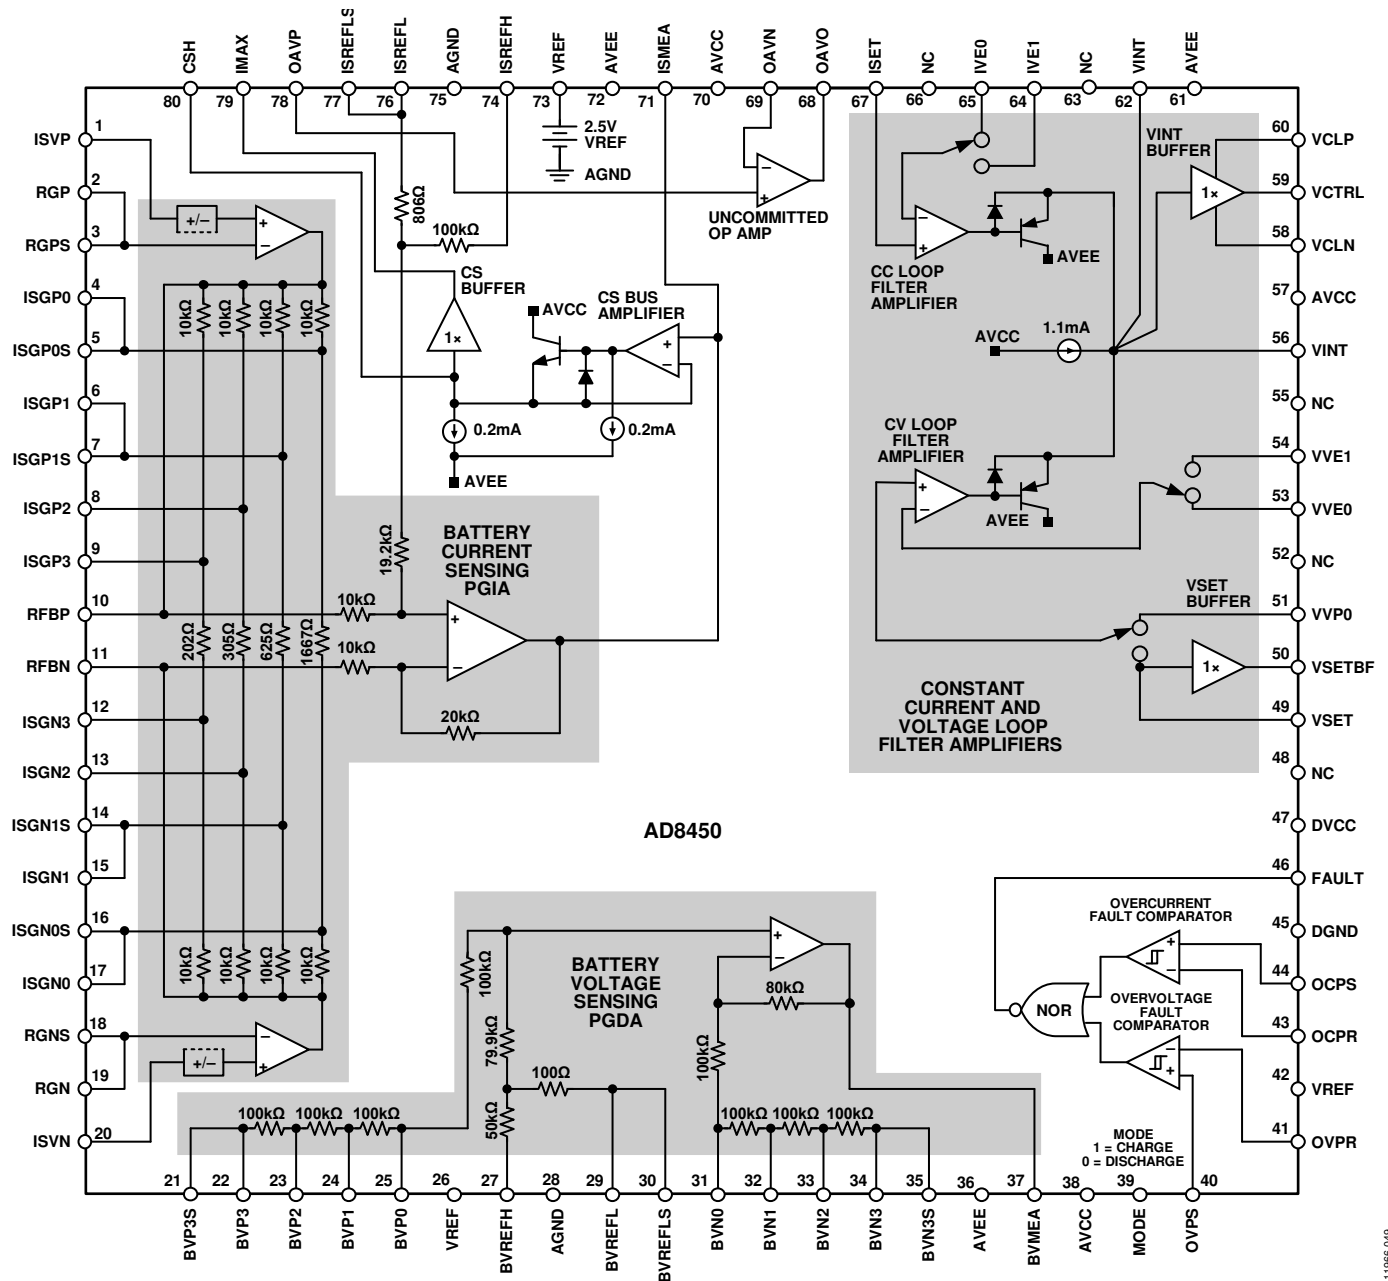 CSH
IMAX
OAVP
ISREFLS
ISREFL
AGND
ISREFH
VREF
AVEE
ISMEA
AVCC
OAVN
OAVO
ISET
NC
IVE0
IVE1
NC
VINT
AVEE
80 79 78 77 76 75 74 73 72 71 70 69 68 67 66 65 64 63 62 61
1 ISVP
2 RGP
3 RGPS
4 ISGP0
5 ISGP0S
6 ISGP1
7 ISGP1S
8 ISGP2
9 ISGP3
10 RFBP
11 RFBN
12 ISGN3
13 ISGN2
14 ISGN1S
15 ISGN1
16 ISGN0S
17 ISGN0
18 RGNS
19 RGN
20 ISVN
+/−
+
−
10kΩ 10kΩ 10kΩ 10kΩ
202Ω 305Ω 625Ω 1667Ω
10kΩ 10kΩ 10kΩ 10kΩ
−
+
+/−
806Ω
100kΩ
2.5V
VREF
AGND
−
+
UNCOMMITTED
OP AMP
CS
BUFFER
1×
AVCC
CS BUS
AMPLIFIER
+
−
0.2mA
0.2mA
AVEE
19.2kΩ
BATTERY
CURRENT
SENSING
PGIA
10kΩ
10kΩ
+
−
20kΩ
VINT
BUFFER
1×
−
+
AVEE
CC LOOP
FILTER
AMPLIFIER
AVCC
1.1mA
CV LOOP
FILTER
AMPLIFIER
+
−
AVEE
VSET
BUFFER
1×
CONSTANT
CURRENT AND
VOLTAGE LOOP
FILTER AMPLIFIERS
60 VCLP
59 VCTRL
58 VCLN
57 AVCC
56 VINT
55 NC
54 VVE1
53 VVE0
52 NC
51 VVP0
50 VSETBF
49 VSET
48 NC
47 DVCC
46 FAULT
45 DGND
44 OCPS
43 OCPR
42 VREF
41 OVPR
AD8450
OVERCURRENT
FAULT COMPARATOR
+
−
NOR
OVERVOLTAGE
FAULT
COMPARATOR
−
+
MODE
1 = CHARGE
0 = DISCHARGE
BATTERY
VOLTAGE
SENSING
PGDA
100kΩ
79.9kΩ
50kΩ
100Ω
+
−
80kΩ
100kΩ
100kΩ 100kΩ 100kΩ
100kΩ 100kΩ 100kΩ
21 22 23 24 25 26 27 28 29 30 31 32 33 34 35 36 37 38 39 40
BVP3S
BVP3
BVP2
BVP1
BVP0
VREF
BVREFH
AGND
BVREFL
BVREFLS
BVN0
BVN1
BVN2
BVN3
BVN3S
AVEE
BVMEA
AVCC
MODE
OVPS
11966-049